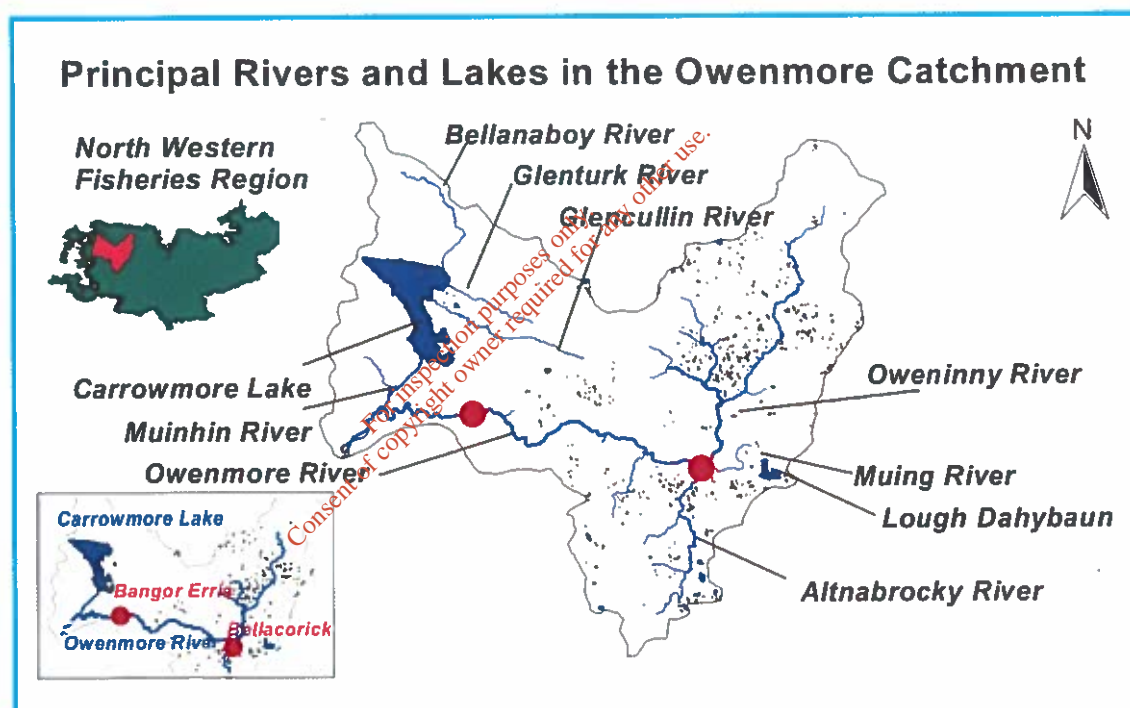 Principal Rivers and Lakes in the Owenmore Catchment
North Western
Fisheries Region
N
Bellanaboy River
Glenturk River
Glencullin River
Carrowmore Lake
Muinhin River
Owenmore River
Oweninny River
Muing River
Lough Dahybaun
Altnabrocky River
For inspection purposes only.
Consent of copyright owner required for any other use.
Carrowmore Lake
Bangor Erris
Owenmore River
Bellacorick